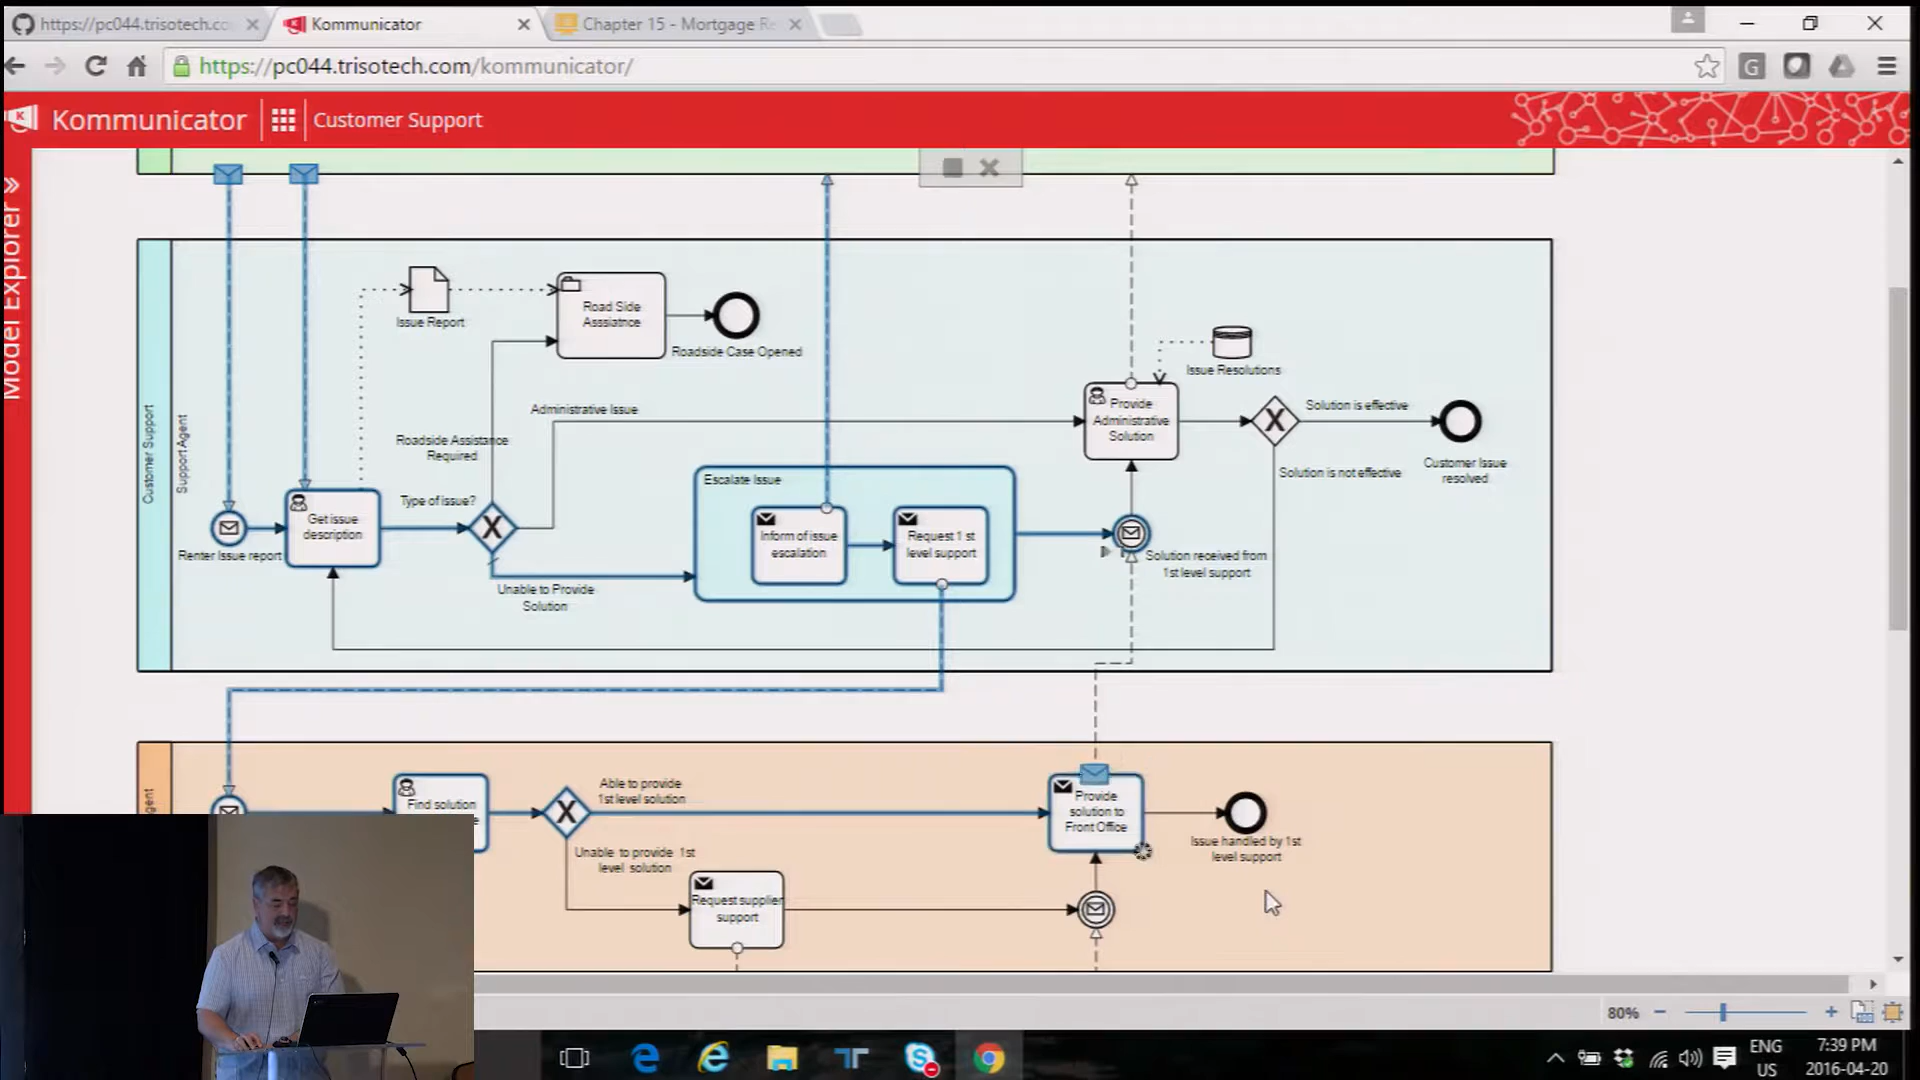 https://pc044.trisotech.co
Kommunicator
Chapter 15 - Mortgage Re
https://pc044.trisotech.com/kommunicator/
G
K
Kommunicator
Customer Support
Model Explorer
Customer Support
Support Agent
Issue Report
Road Side
Asssiatnce
Roadside Case Opened
Administrative Issue
Roadside Assistance
Required
Type of issue?
X
Get issue
description
Renter Issue report
Unable to Provide
Solution
Escalate Issue
Inform of issue
escalation
Request 1 st
level support
Solution received from
1st level support
Provide
Administrative
Solution
Issue Resolutions
X
Solution is effective
Solution is not effective
Customer Issue
resolved
Find solution
X
Able to provide
1st level solution
Unable to provide 1st
level solution
Request supplier
support
Provide
solution to
Front Office
Issue handled by 1st
level support
80%
100
ENG
US
7:39 PM
2016-04-20